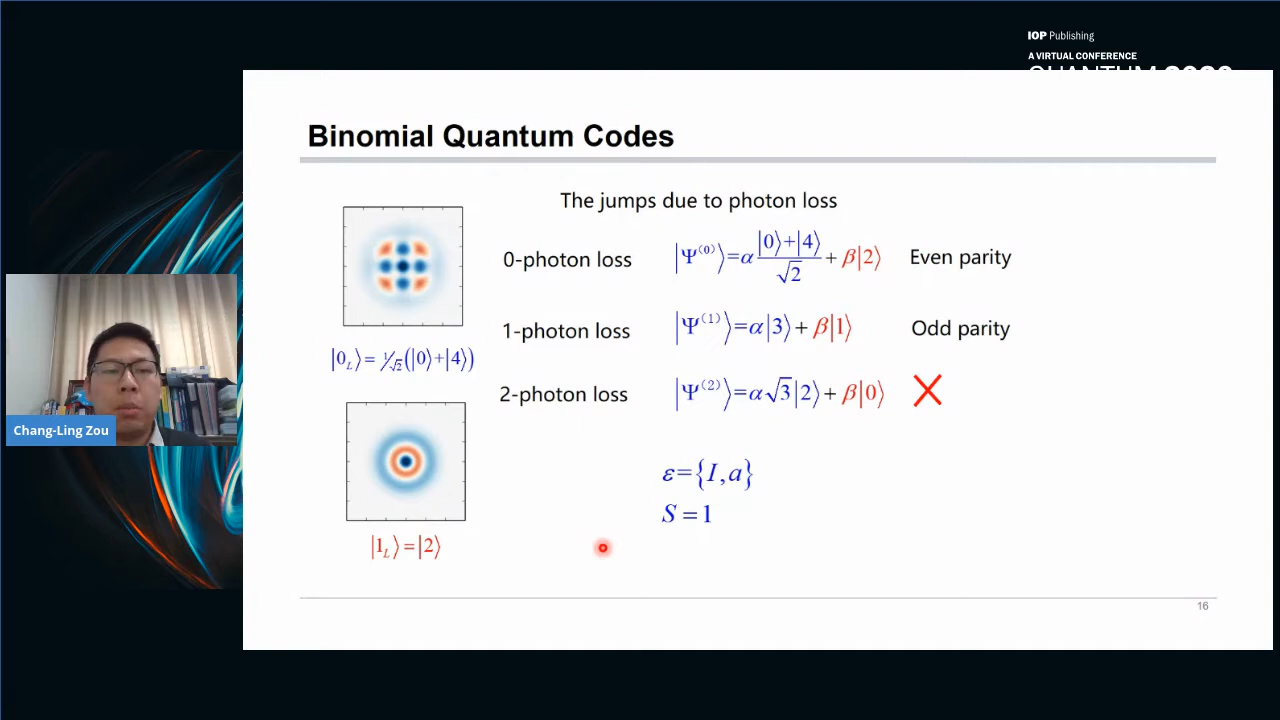 IOP Publishing
A VIRTUAL CONFERENCE
Binomial Quantum Codes
The jumps due to photon loss
0-photon loss |Ψ⁽⁰⁾⟩=α (|0⟩+|4⟩)/√2 + β|2⟩ Even parity
1-photon loss |Ψ⁽¹⁾⟩=α|3⟩+β|1⟩ Odd parity
|0_L⟩=1/√2(|0⟩+|4⟩)
2-photon loss |Ψ⁽²⁾⟩=α√3|2⟩+β|0⟩
Chang-Ling Zou
ε={I,a}
S=1
|1_L⟩=|2⟩
16